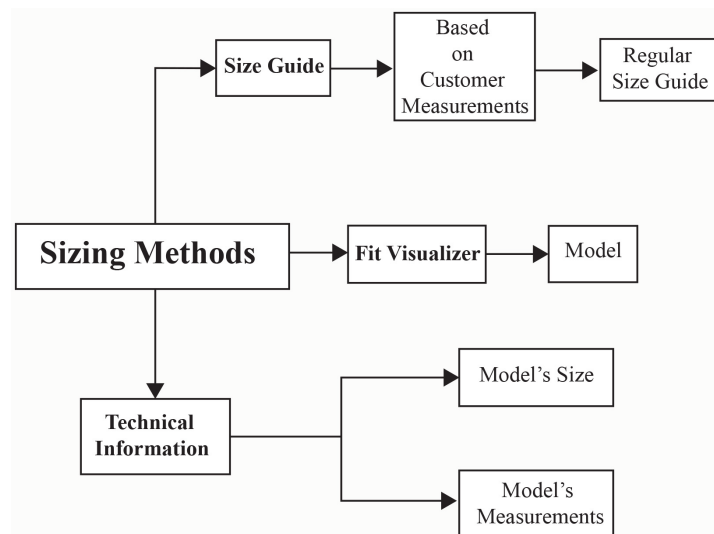 Size Guide
Based
on
Customer
Measurements
Regular
Size Guide
Sizing Methods
Fit Visualizer
Model
Technical
Information
Model’s Size
Model’s
Measurements